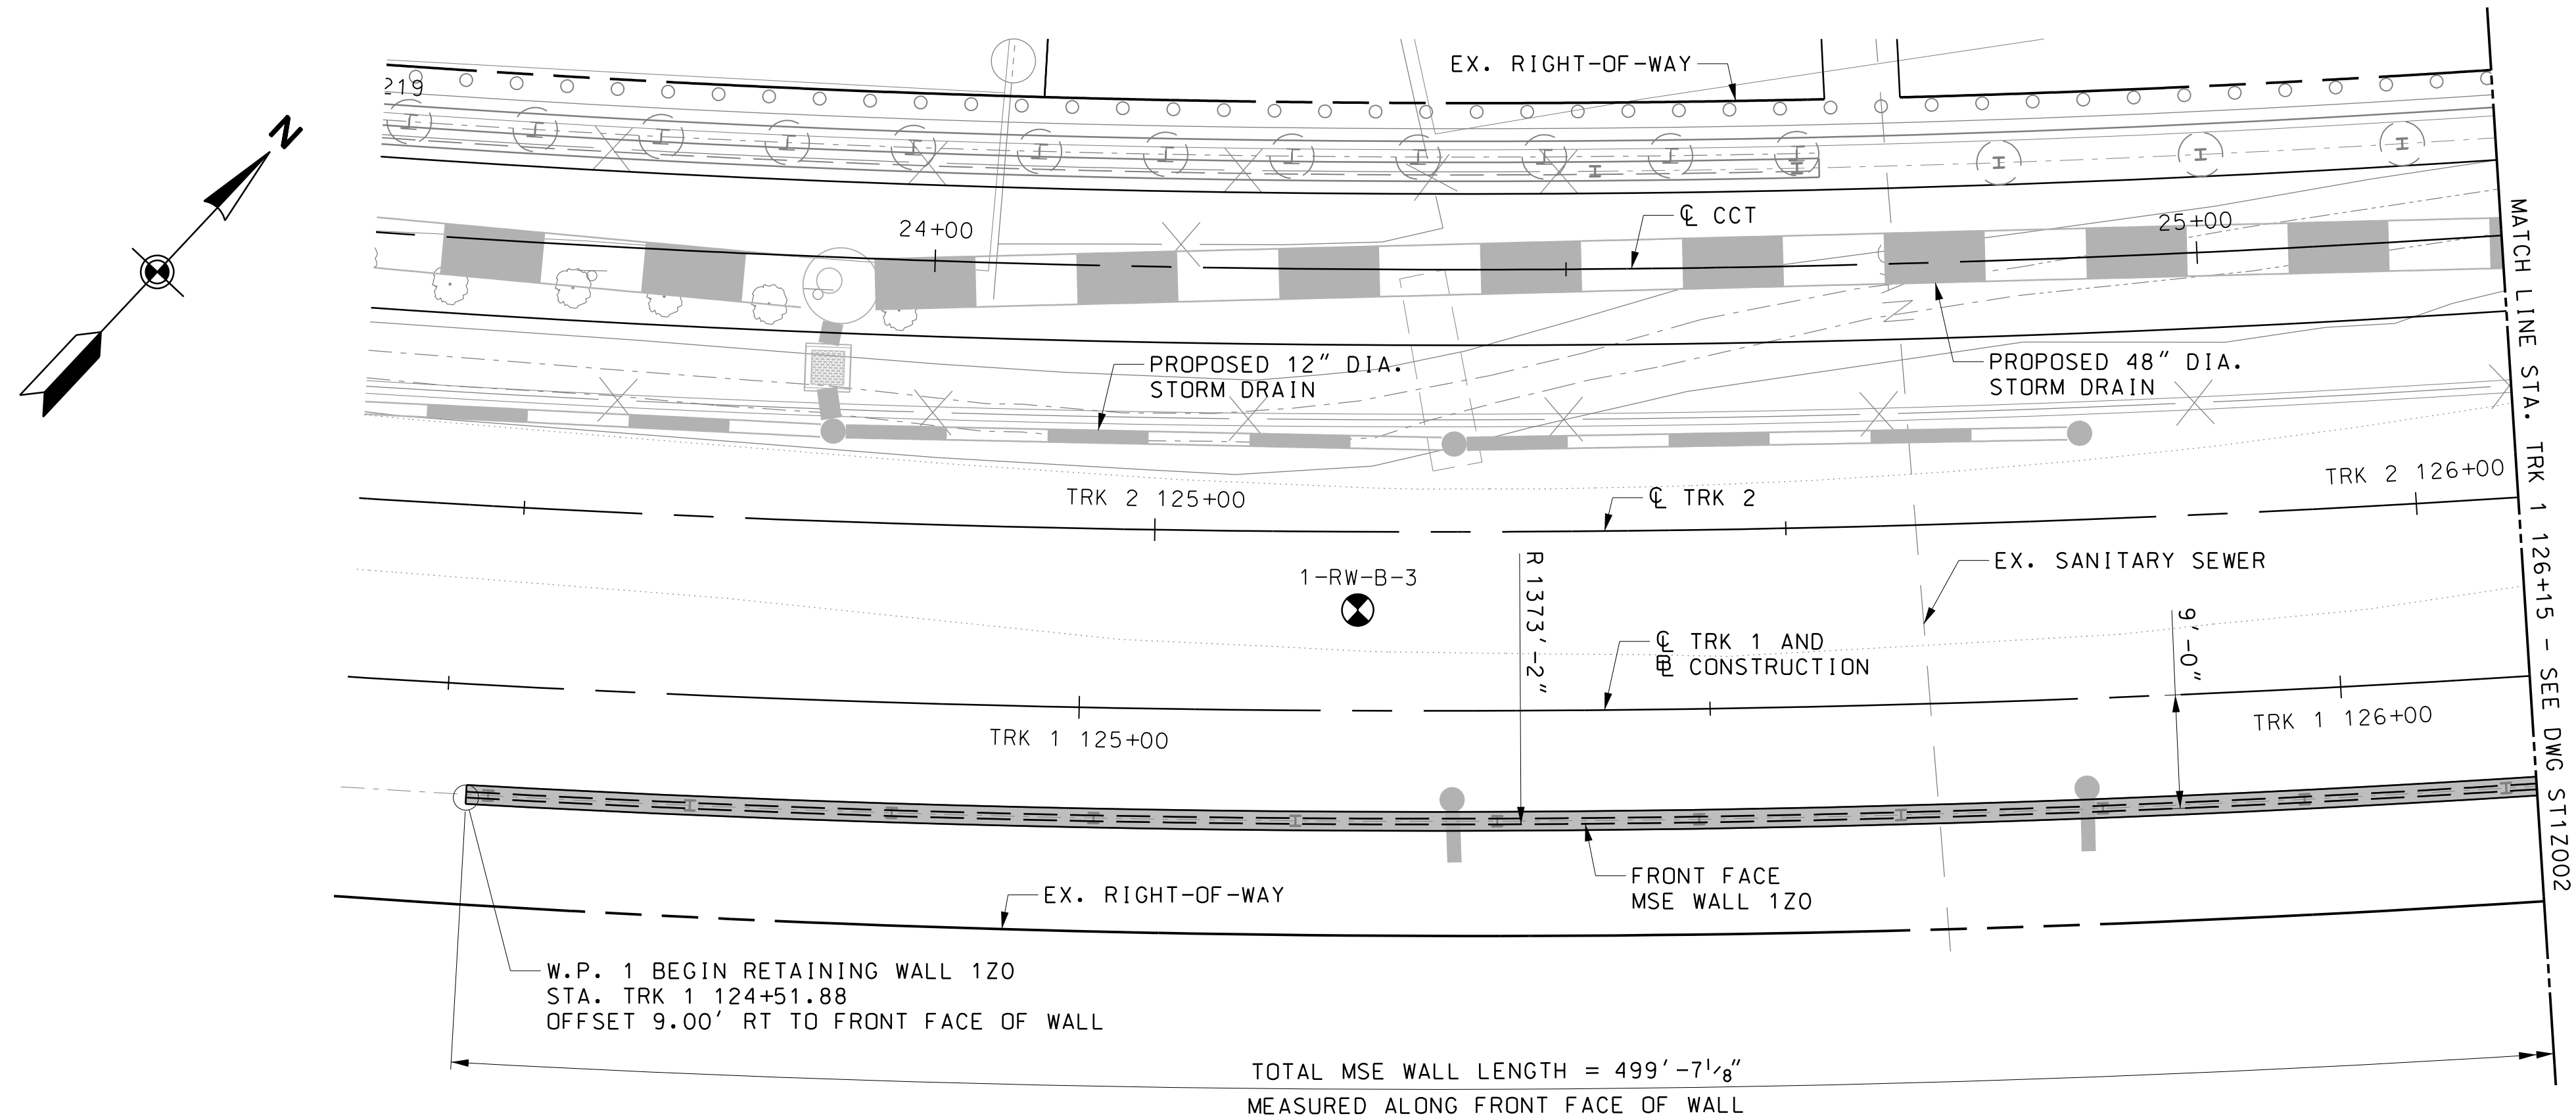 EX. RIGHT-OF-WAY
219
N
24+00
℄ CCT
25+00
PROPOSED 12" DIA.
STORM DRAIN
PROPOSED 48" DIA.
STORM DRAIN
MATCH LINE STA. TRK 1 126+15 - SEE DWG ST1Z002
TRK 2 125+00
℄ TRK 2
TRK 2 126+00
1-RW-B-3
R 1373'-2"
EX. SANITARY SEWER
9'-0"
℄ TRK 1 AND
BL CONSTRUCTION
TRK 1 125+00
TRK 1 126+00
FRONT FACE
MSE WALL 1Z0
EX. RIGHT-OF-WAY
W.P. 1 BEGIN RETAINING WALL 1Z0
STA. TRK 1 124+51.88
OFFSET 9.00' RT TO FRONT FACE OF WALL
TOTAL MSE WALL LENGTH = 499'-7 1/8"
MEASURED ALONG FRONT FACE OF WALL